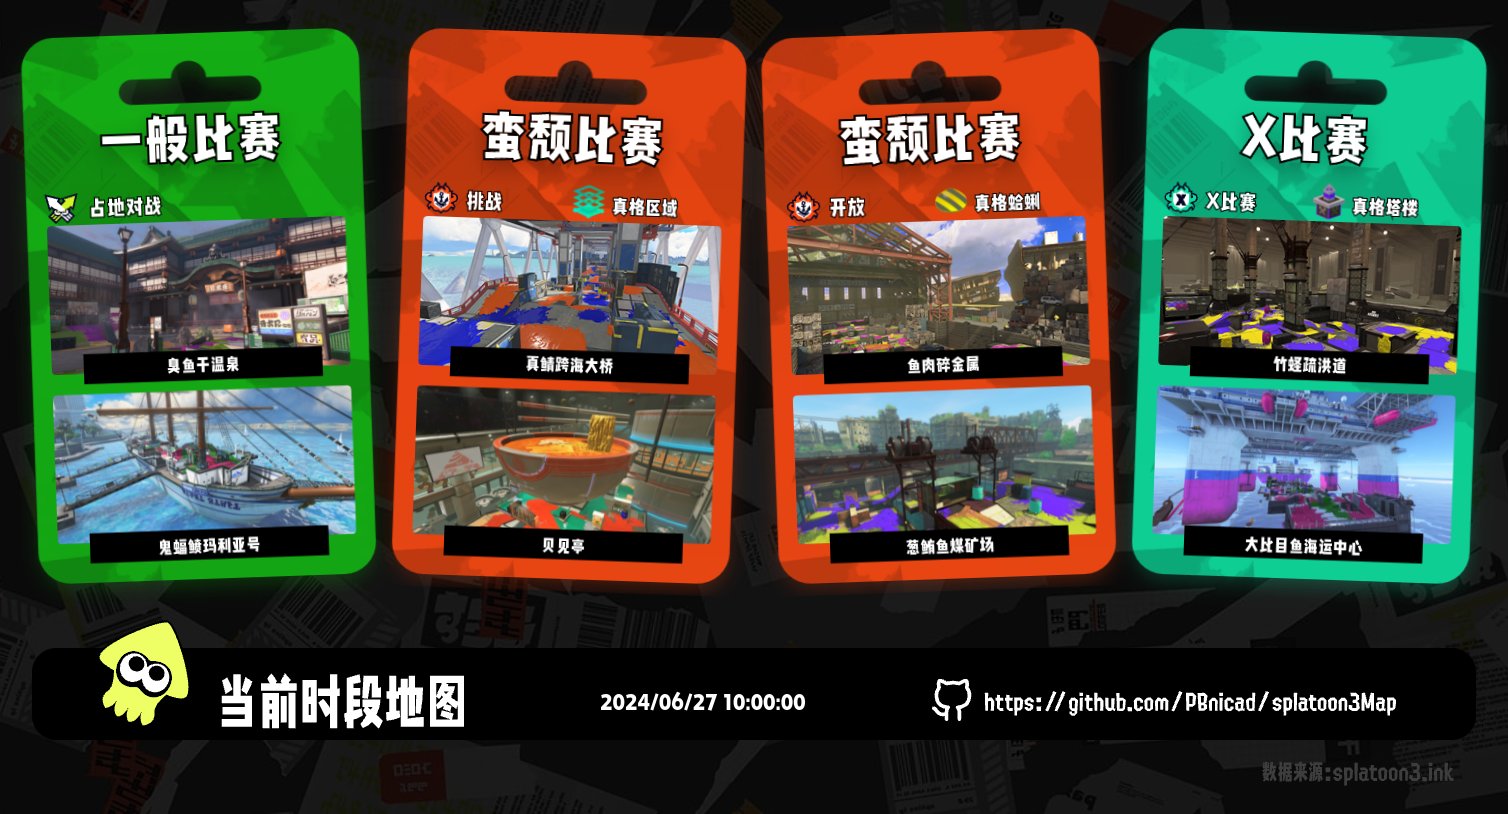 一般比赛
占地对战
臭鱼干温泉
鬼蝠鲼玛利亚号
蛮颓比赛
挑战
真格区域
真鲭跨海大桥
贝见亭
蛮颓比赛
开放
真格蛤蜊
鱼肉碎金属
葱鲔鱼煤矿场
X比赛
X比赛
真格塔楼
竹蛏疏洪道
大比目鱼海运中心
当前时段地图
2024/06/27 10:00:00
https://github.com/PBnicad/splatoon3Map
数据来源:splatoon3.ink